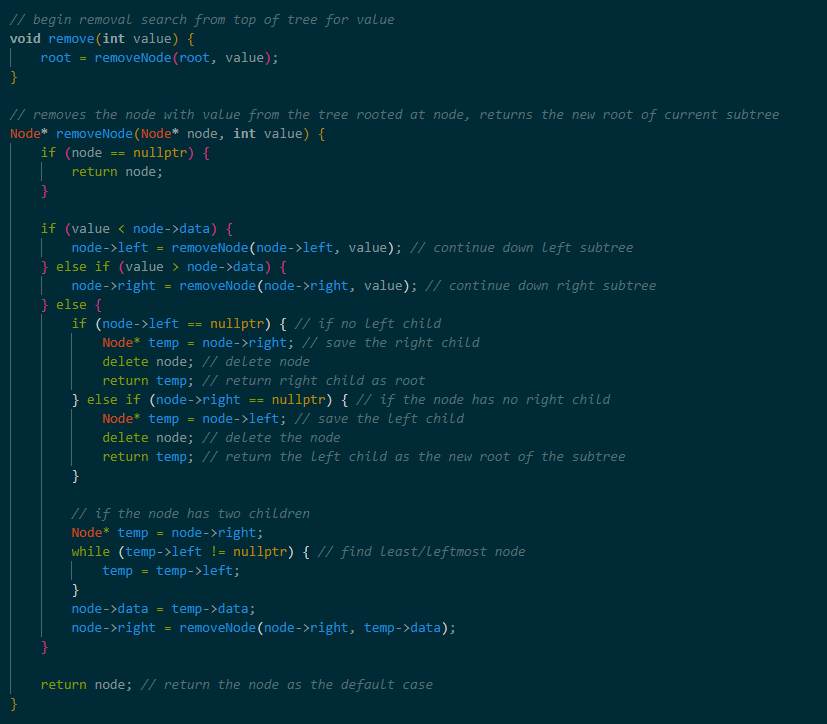 // begin removal search from top of tree for value
void remove(int value) {
    root = removeNode(root, value);
}

// removes the node with value from the tree rooted at node, returns the new root of current subtree
Node* removeNode(Node* node, int value) {
    if (node == nullptr) {
        return node;
    }

    if (value < node->data) {
        node->left = removeNode(node->left, value); // continue down left subtree
    } else if (value > node->data) {
        node->right = removeNode(node->right, value); // continue down right subtree
    } else {
        if (node->left == nullptr) { // if no left child
            Node* temp = node->right; // save the right child
            delete node; // delete node
            return temp; // return right child as root
        } else if (node->right == nullptr) { // if the node has no right child
            Node* temp = node->left; // save the left child
            delete node; // delete the node
            return temp; // return the left child as the new root of the subtree
        }

        // if the node has two children
        Node* temp = node->right;
        while (temp->left != nullptr) { // find least/leftmost node
            temp = temp->left;
        }
        node->data = temp->data;
        node->right = removeNode(node->right, temp->data);
    }

    return node; // return the node as the default case
}